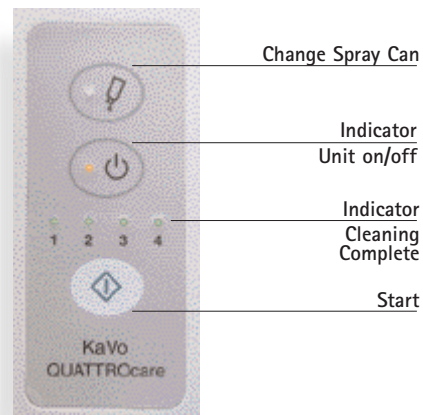 Change Spray Can
Indicator
Unit on/off
1 2 3 4
Indicator
Cleaning
Complete
Start
KaVo
QUATTROcare